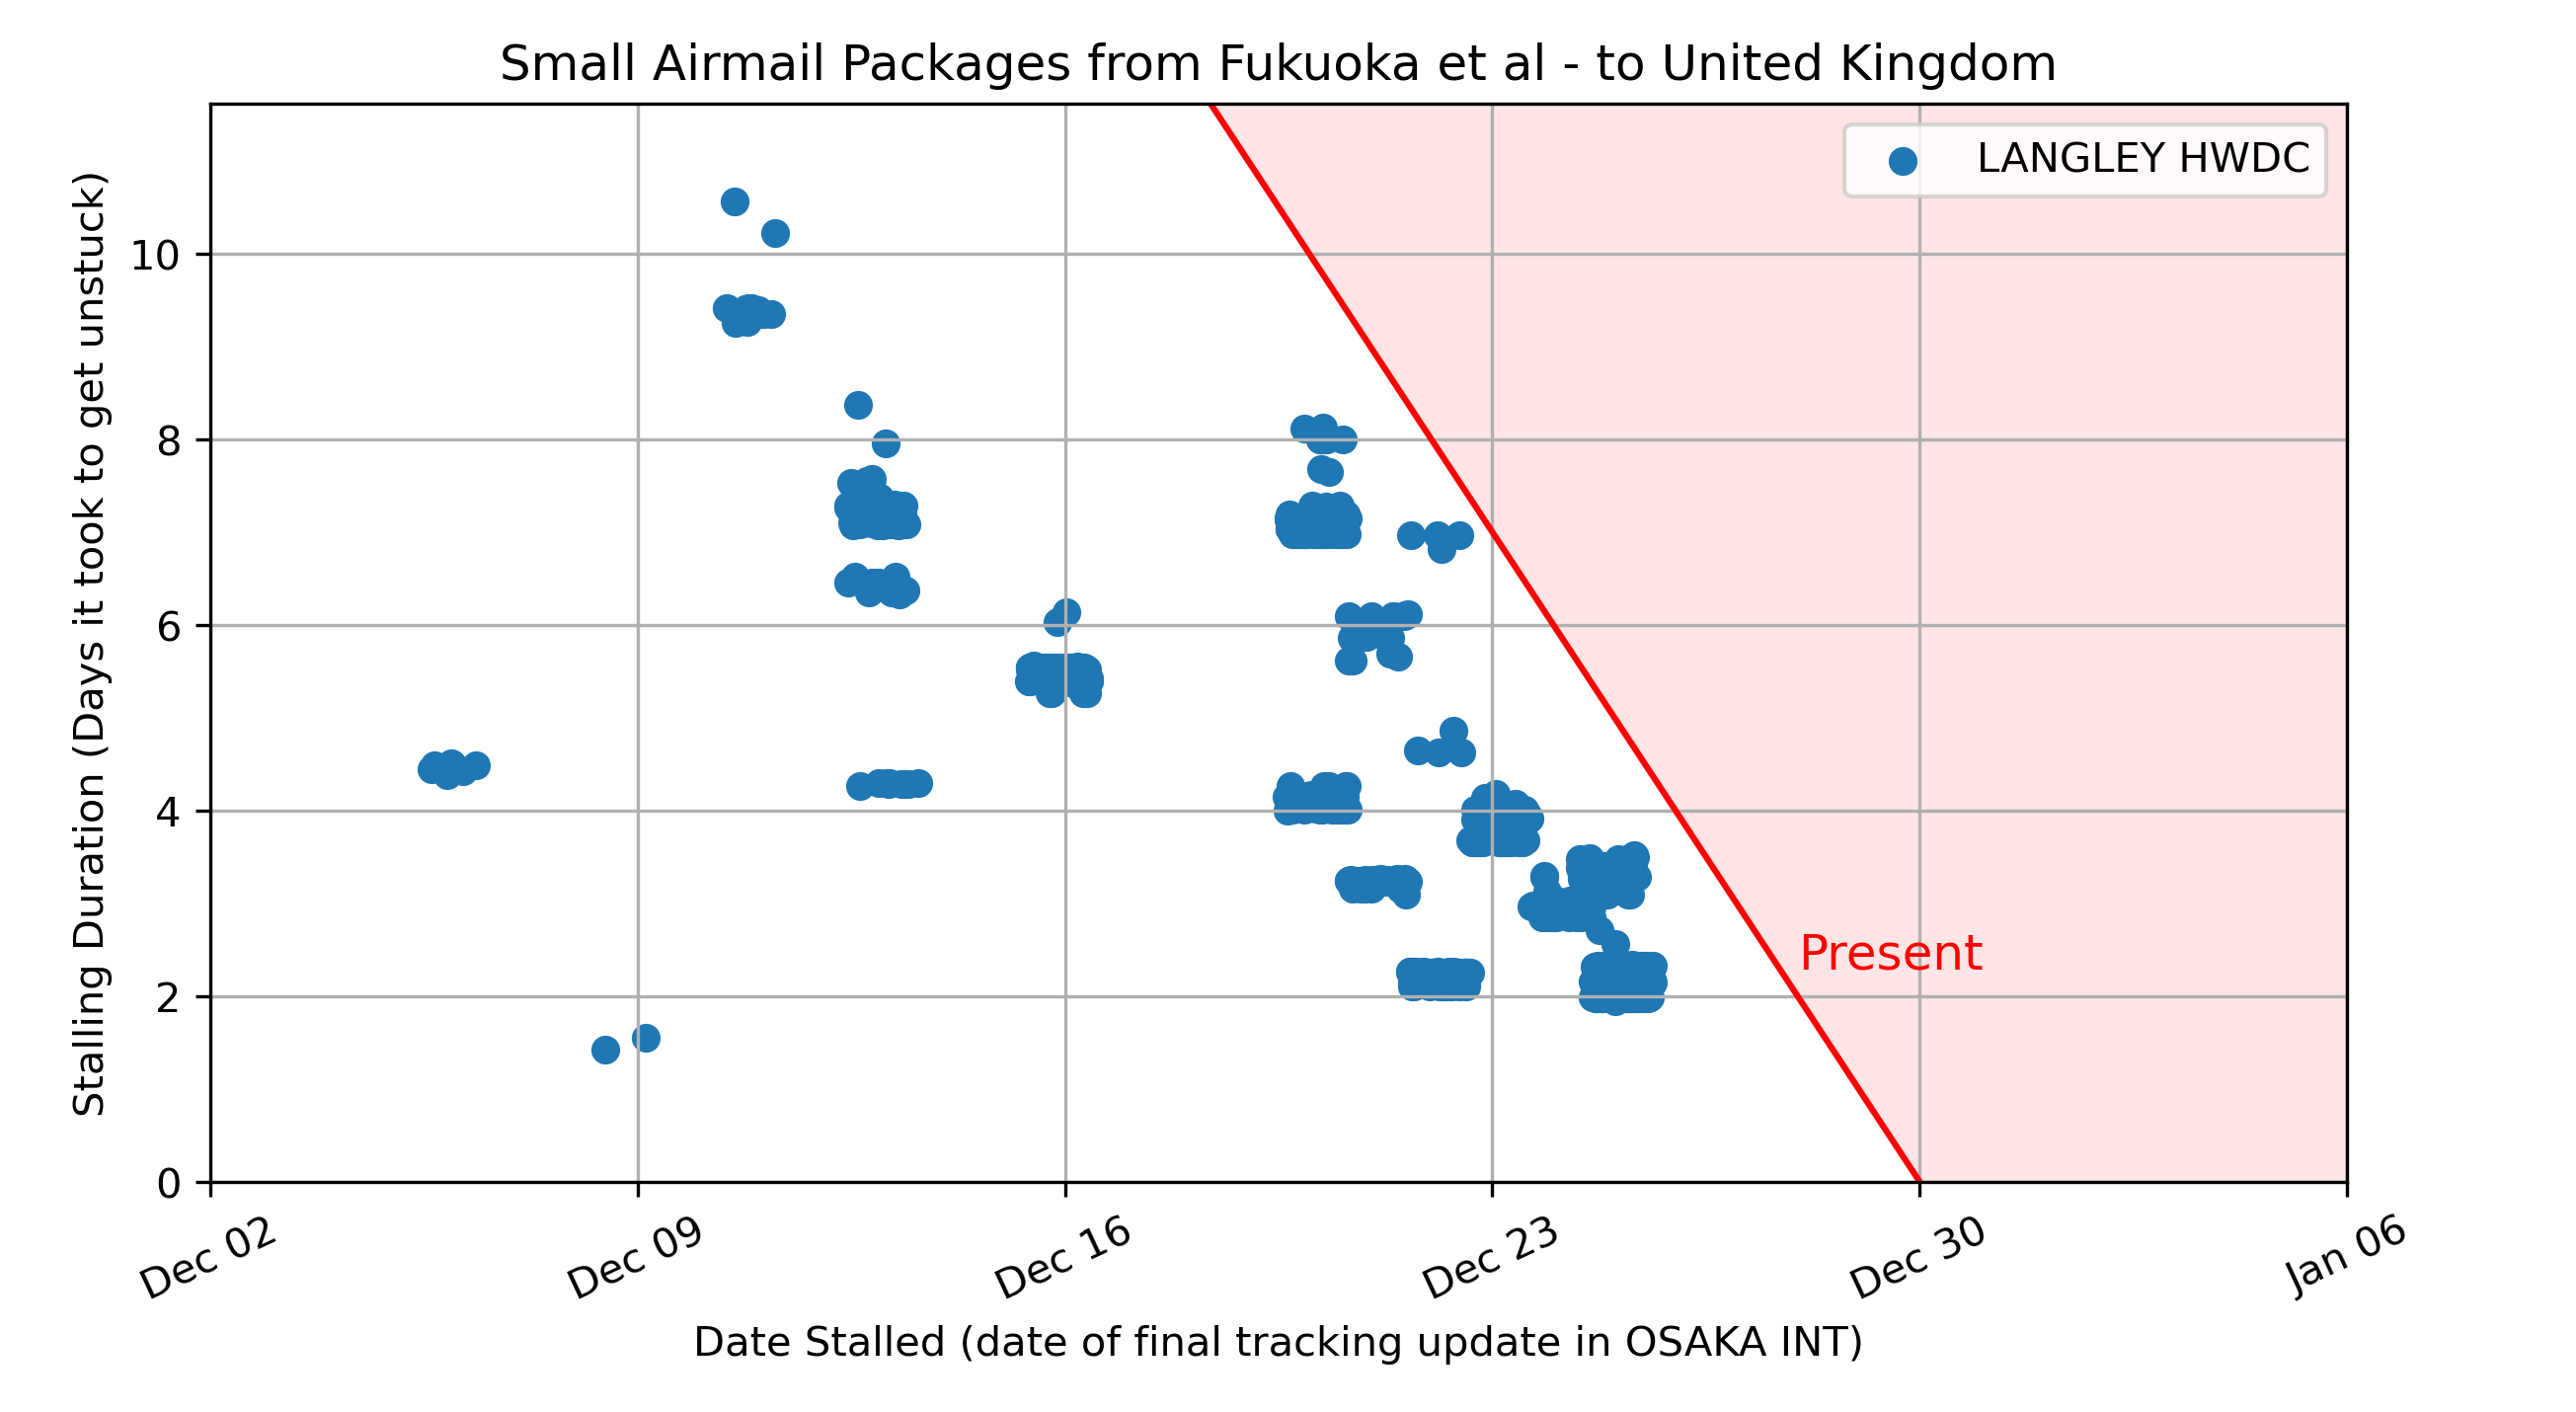 Small Airmail Packages from Fukuoka et al - to United Kingdom
LANGLEY HWDC
Stalling Duration (Days it took to get unstuck)
10
8
6
4
2
0
Present
Dec 02
Dec 09
Dec 16
Dec 23
Dec 30
Jan 06
Date Stalled (date of final tracking update in OSAKA INT)